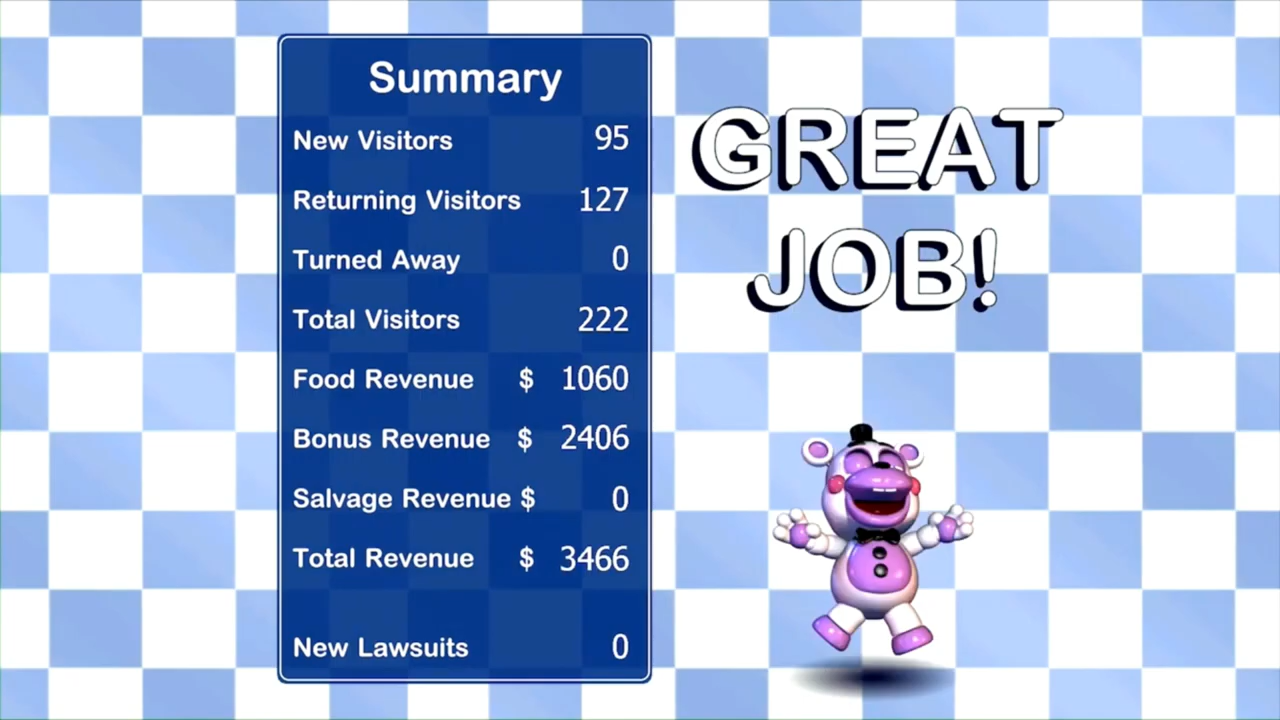 Summary
New Visitors 95
Returning Visitors 127
Turned Away 0
Total Visitors 222
Food Revenue $ 1060
Bonus Revenue $ 2406
Salvage Revenue $ 0
Total Revenue $ 3466
New Lawsuits 0
GREAT
JOB!